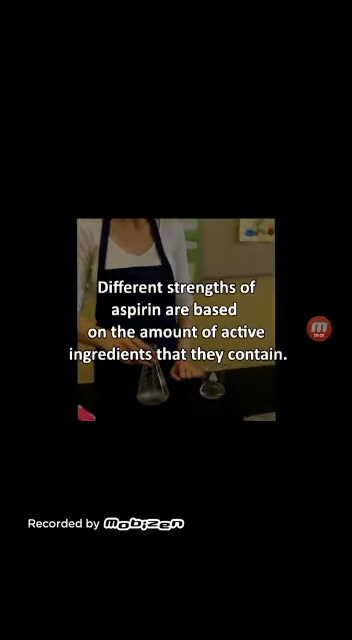 Different strengths of
aspirin are based
on the amount of active
ingredients that they contain.
Recorded by mobizen